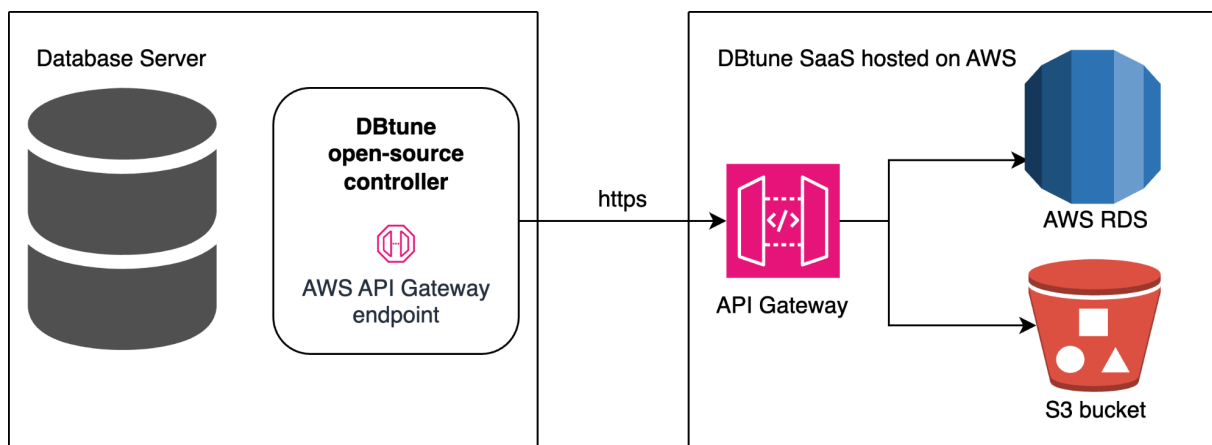 Database Server
DBtune
open-source
controller
AWS API Gateway
endpoint
https
DBtune SaaS hosted on AWS
</>
API Gateway
AWS RDS
S3 bucket